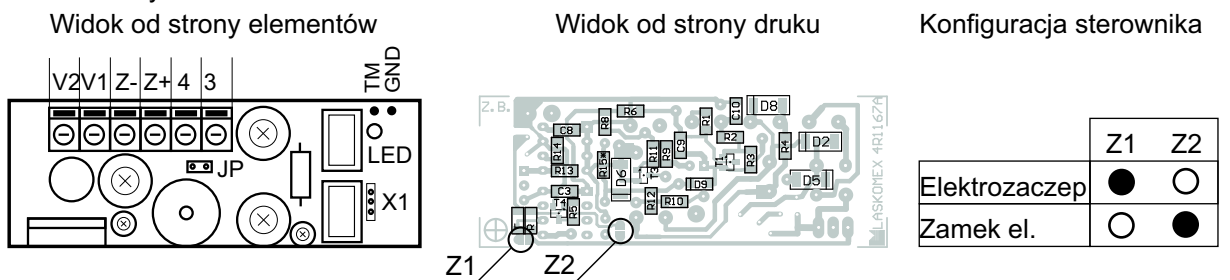 Widok od strony elementów
V2 V1 Z- Z+ 4 3
TM
GND
LED
JP
X1
Widok od strony druku
Z.B.
R6
C10
D8
R8
R1
C8
R2
R14
C9
R4
D2
R11
R9
T1
R3
R13
R15*
D6
T3
D5
D9
C3
R12
R10
T4
R5
LASKOMEX 4R1167A
Z1 Z2
Konfiguracja sterownika
Z1 Z2
Elektrozaczep
Zamek el.